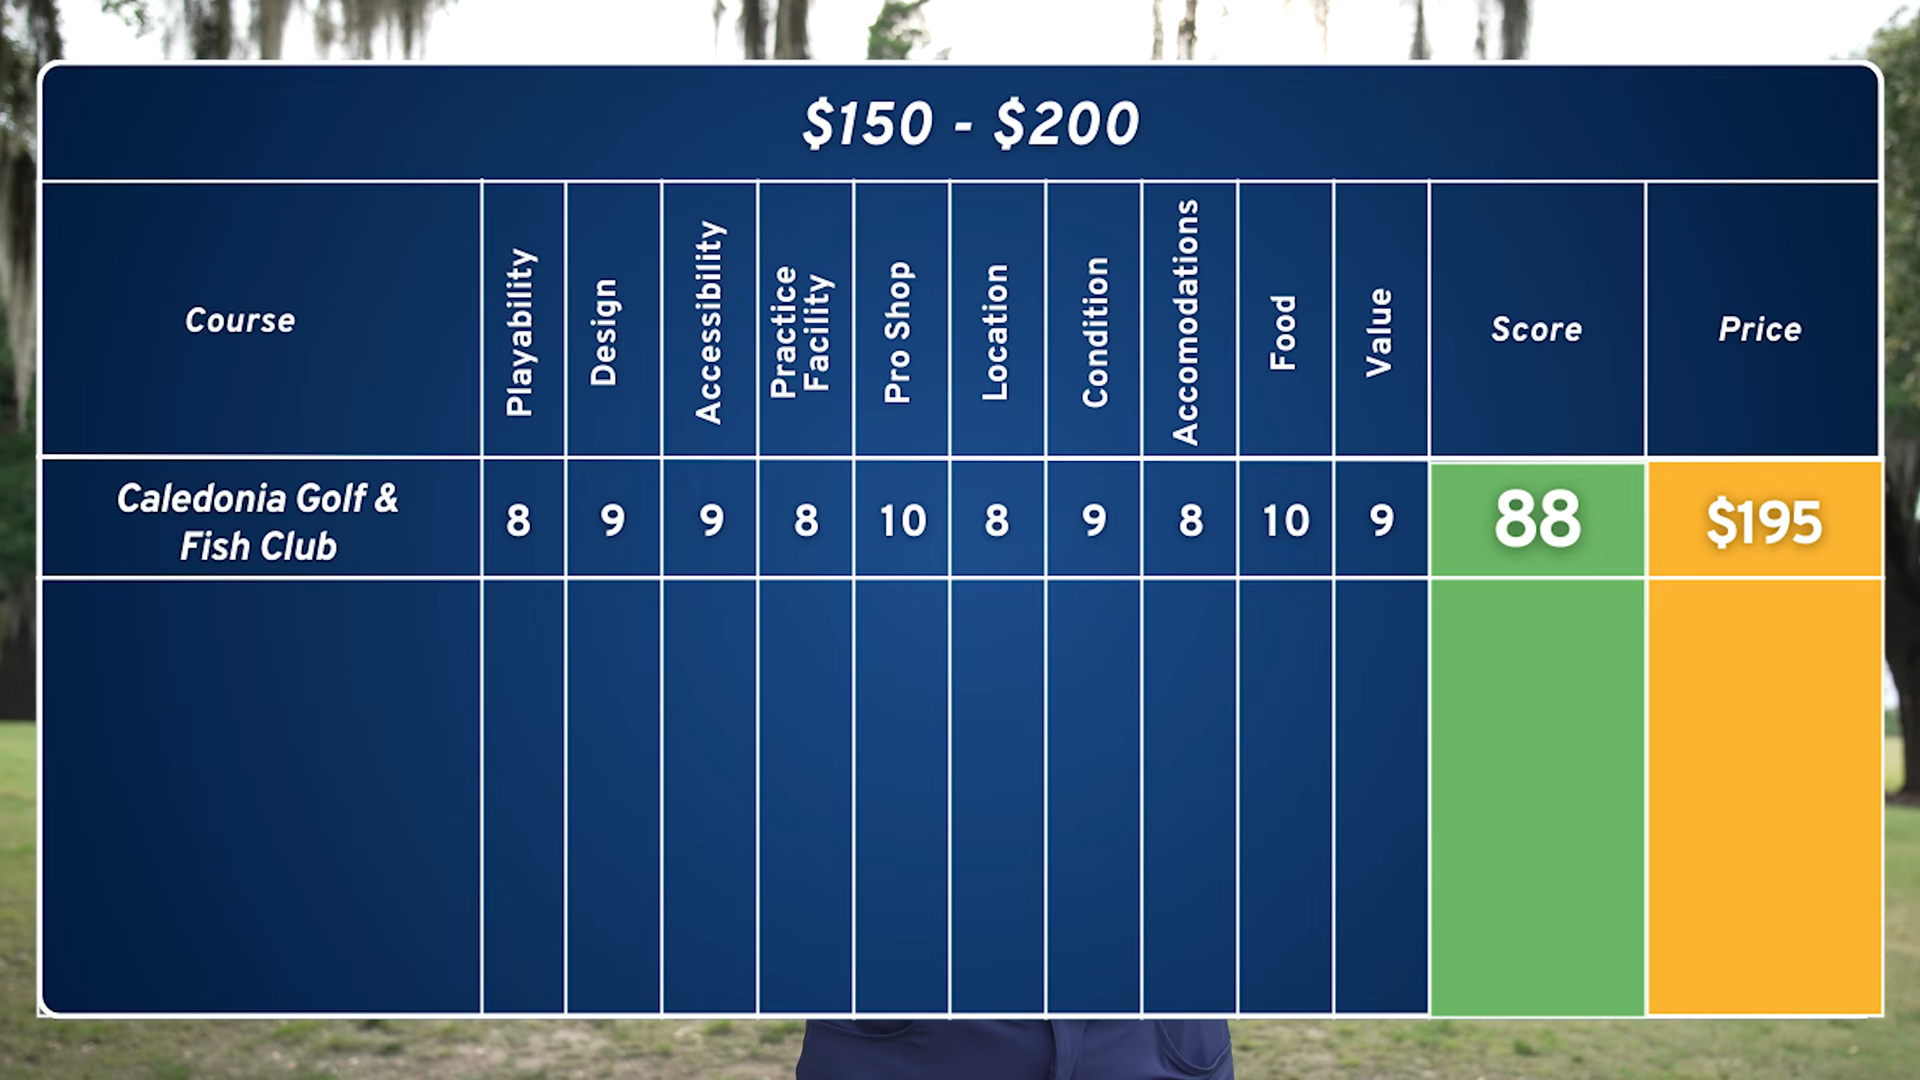 $150 - $200
Course
Playability
Design
Accessibility
Practice
Facility
Pro Shop
Location
Condition
Accomodations
Food
Value
Score
Price
Caledonia Golf &
Fish Club
8 9 9 8 10 8 9 8 10 9 88 $195